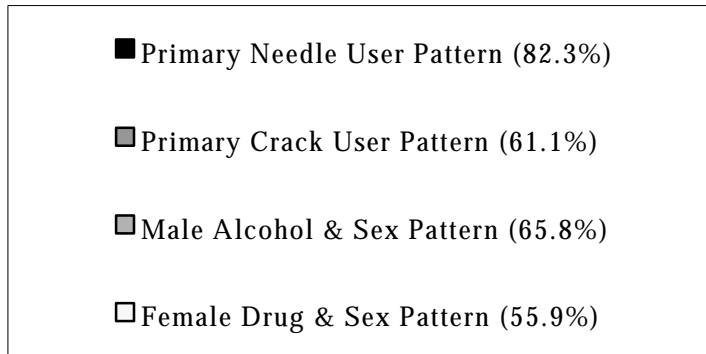 Primary Needle User Pattern (82.3%)
Primary Crack User Pattern (61.1%)
Male Alcohol & Sex Pattern (65.8%)
Female Drug & Sex Pattern (55.9%)